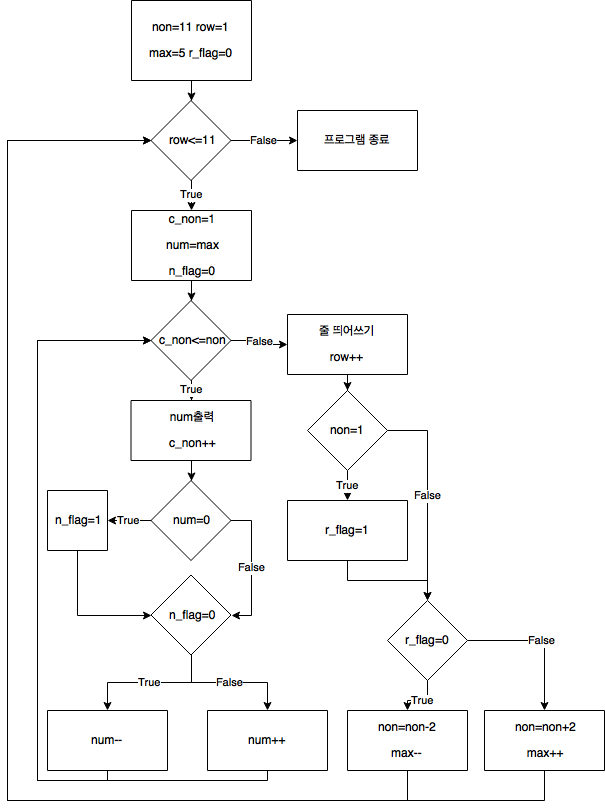 non=11 row=1
max=5 r_flag=0
row<=11
False
프로그램 종료
True
c_non=1
num=max
n_flag=0
c_non<=non
False
줄 띄어쓰기
row++
True
num출력
c_non++
non=1
True
False
num=0
True
n_flag=1
False
r_flag=1
n_flag=0
r_flag=0
False
True
False
True
num--
num++
non=non-2
max--
non=non+2
max++